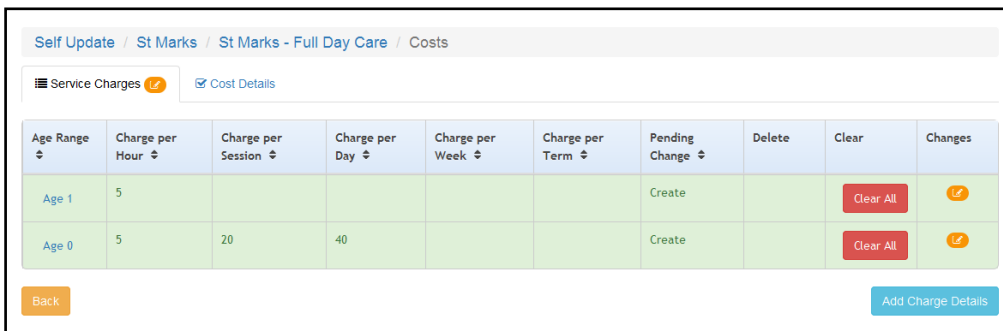 Self Update / St Marks / St Marks - Full Day Care / Costs
Service Charges Cost Details
Age Range Charge per Hour Charge per Session Charge per Day Charge per Week Charge per Term Pending Change Delete Clear Changes
Age 1 5 Create Clear All
Age 0 5 20 40 Create Clear All
Back Add Charge Details